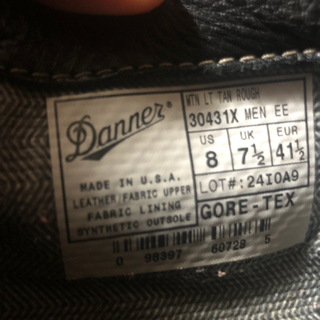 Danner®
MADE IN U.S.A.
LEATHER/FABRIC UPPER
FABRIC LINING
SYNTHETIC OUTSOLE
MTN LT TAN ROUGH
30431X MEN EE
US UK EUR
8 7½ 41½
LOT#:24IOA9
GORE-TEX
0 98397 60728 5